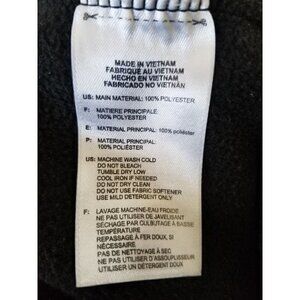 MADE IN VIETNAM
FABRIQUÉ AU VIETNAM
HECHO EN VIETNAM
FABRICADO NO VIETNÃ
US: MAIN MATERIAL: 100% POLYESTER
F: MATIERE PRINCIPALE:
100% POLYESTER
E: MATERIAL PRINCIPAL: 100% poliéster
P: MATERIAL PRINCIPAL:
100% POLIÉSTER
US: MACHINE WASH COLD
DO NOT BLEACH
TUMBLE DRY LOW
COOL IRON IF NEEDED
DO NOT DRY CLEAN
DO NOT USE FABRIC SOFTENER
USE MILD DETERGENT ONLY
F: LAVAGE MACHINE-EAU FROIDE
NE PAS UTILISER DE JAVELISANT
SÉCHAGE PAR CULBUTAGE À BASSE
TEMPÉRATURE
REPASSAGE À FER DOUX, SI
NÉCESSAIRE
PAS DE NETTOYAGE À SEC
NE PAS UTILISER D'ASSOUPLISSEUR
UTILISER UN DÉTERGENT DOUX